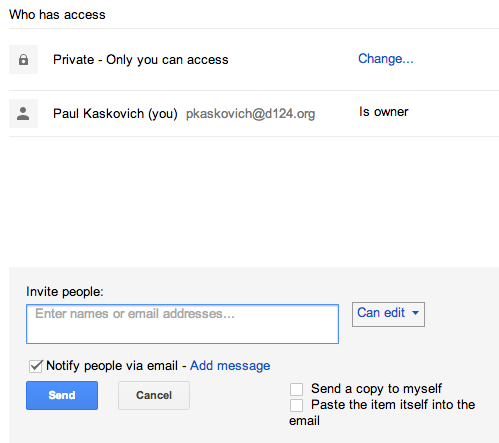 Who has access
Private - Only you can access Change...
Paul Kaskovich (you) pkaskovich@d124.org Is owner
Invite people:
Enter names or email addresses... Can edit
Notify people via email - Add message
Send Cancel
Send a copy to myself
Paste the item itself into the
email